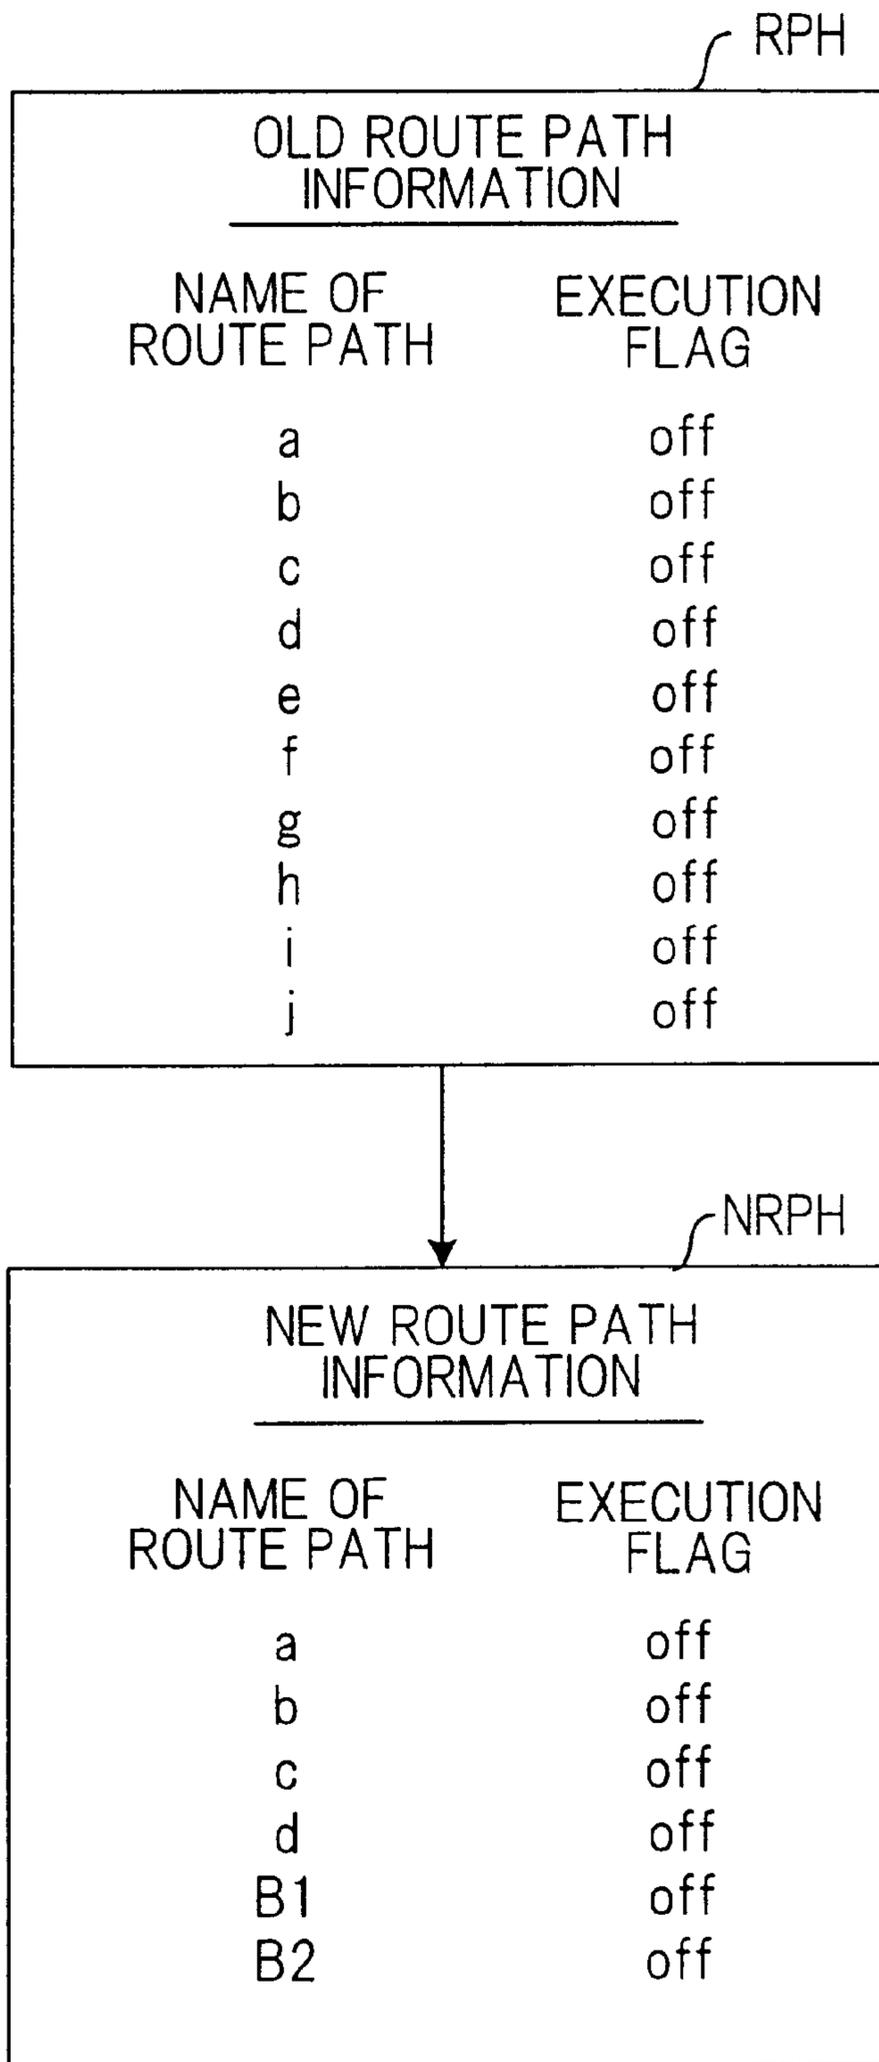 RPH
OLD ROUTE PATH
INFORMATION
NAME OF EXECUTION
ROUTE PATH FLAG
a off
b off
c off
d off
e off
f off
g off
h off
i off
j off
NRPH
NEW ROUTE PATH
INFORMATION
NAME OF EXECUTION
ROUTE PATH FLAG
a off
b off
c off
d off
B1 off
B2 off